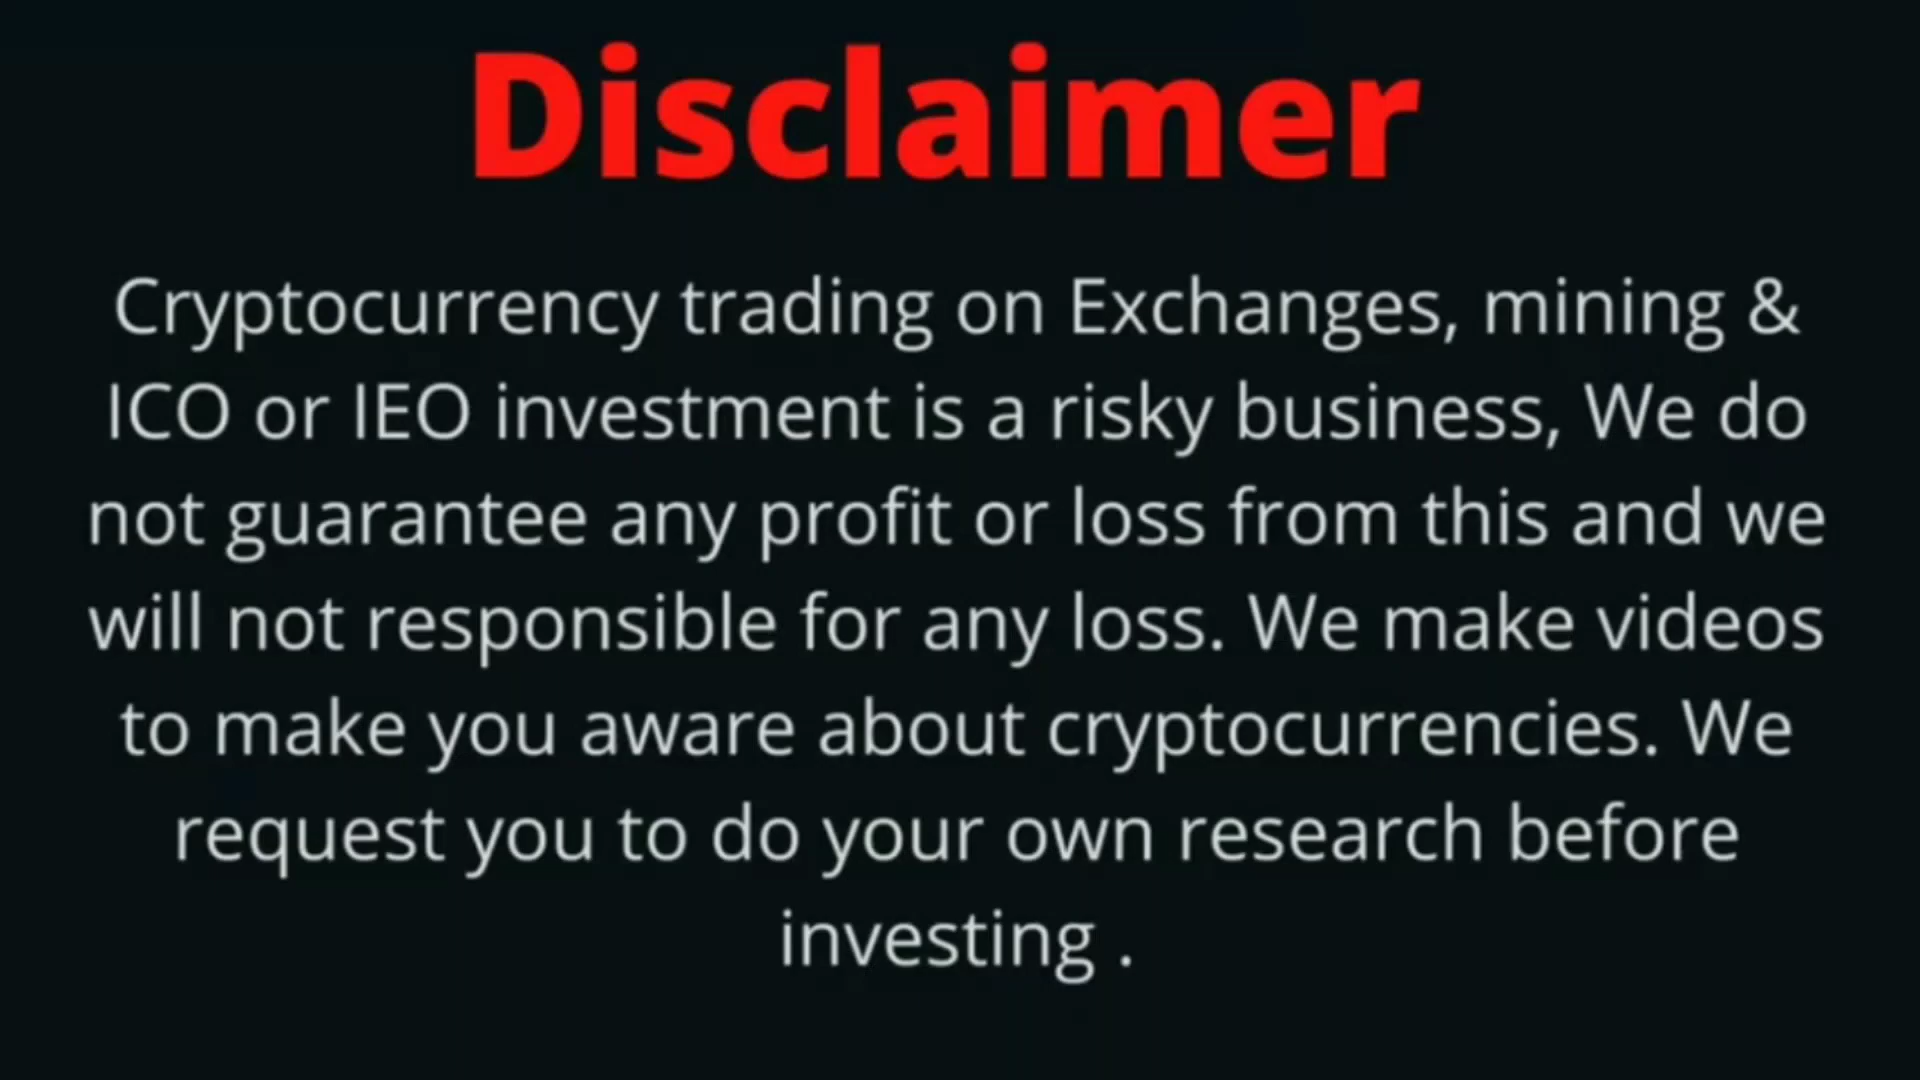 Disclaimer
Cryptocurrency trading on Exchanges, mining &
ICO or IEO investment is a risky business, We do
not guarantee any profit or loss from this and we
will not responsible for any loss. We make videos
to make you aware about cryptocurrencies. We
request you to do your own research before
investing .